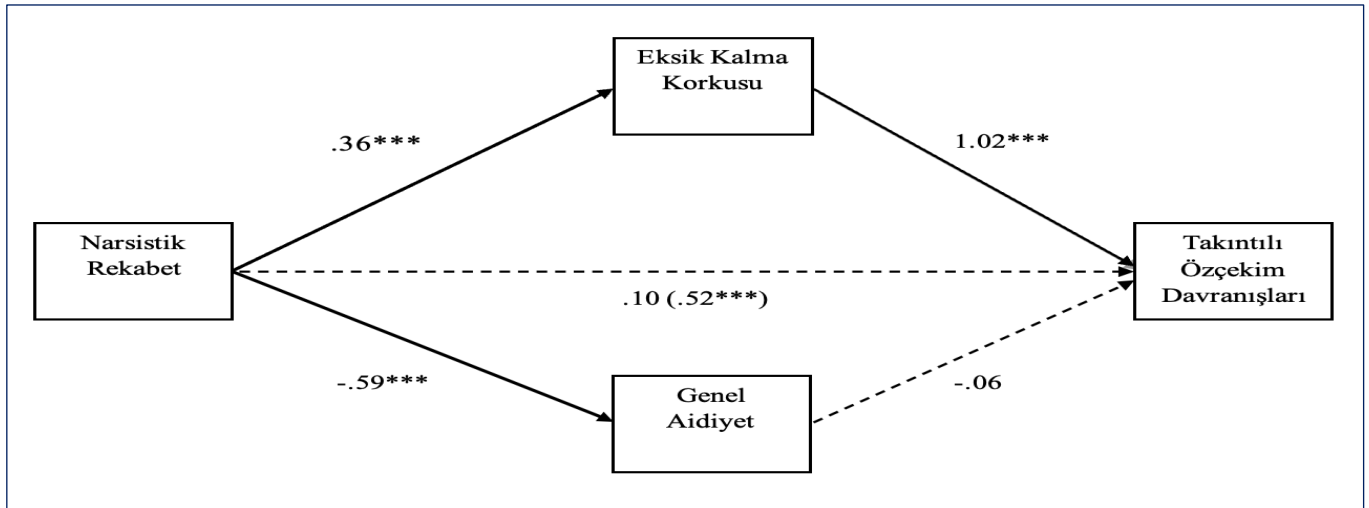 Eksik Kalma
Korkusu
.36***
1.02***
Narsistik
Rekabet
Takıntılı
Özçekim
Davranışları
.10 (.52***)
-.59***
-.06
Genel
Aidiyet